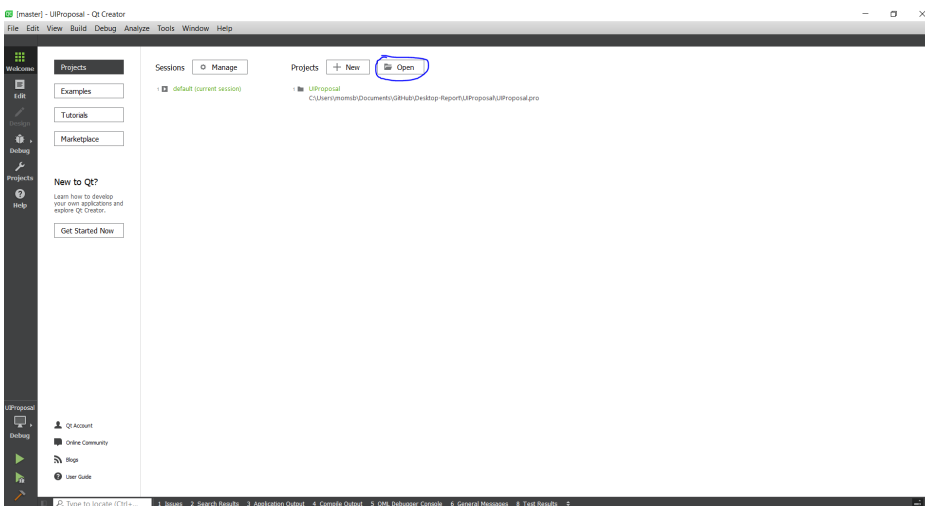 [master] - UIProposal - Qt Creator
File Edit View Build Debug Analyze Tools Window Help
Welcome
Edit
Design
Debug
Projects
Help
UIProposal
Debug
Projects
Examples
Tutorials
Marketplace
New to Qt?
Learn how to develop
your own applications and
explore Qt Creator.
Get Started Now
Qt Account
Online Community
Blogs
User Guide
Sessions Manage
default (current session)
Projects + New Open
UIProposal
C:\Users\momsb\Documents\GitHub\Desktop-Report\UIProposal\UIProposal.pro
Type to locate (Ctrl+... 1 Issues 2 Search Results 3 Application Output 4 Compile Output 5 QML Debugger Console 6 General Messages 8 Test Results